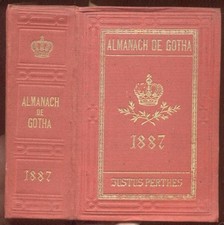 ALMANACH
DE
GOTHA
1887
ALMANACH DE GOTHA
1887
JUSTUS PERTHES